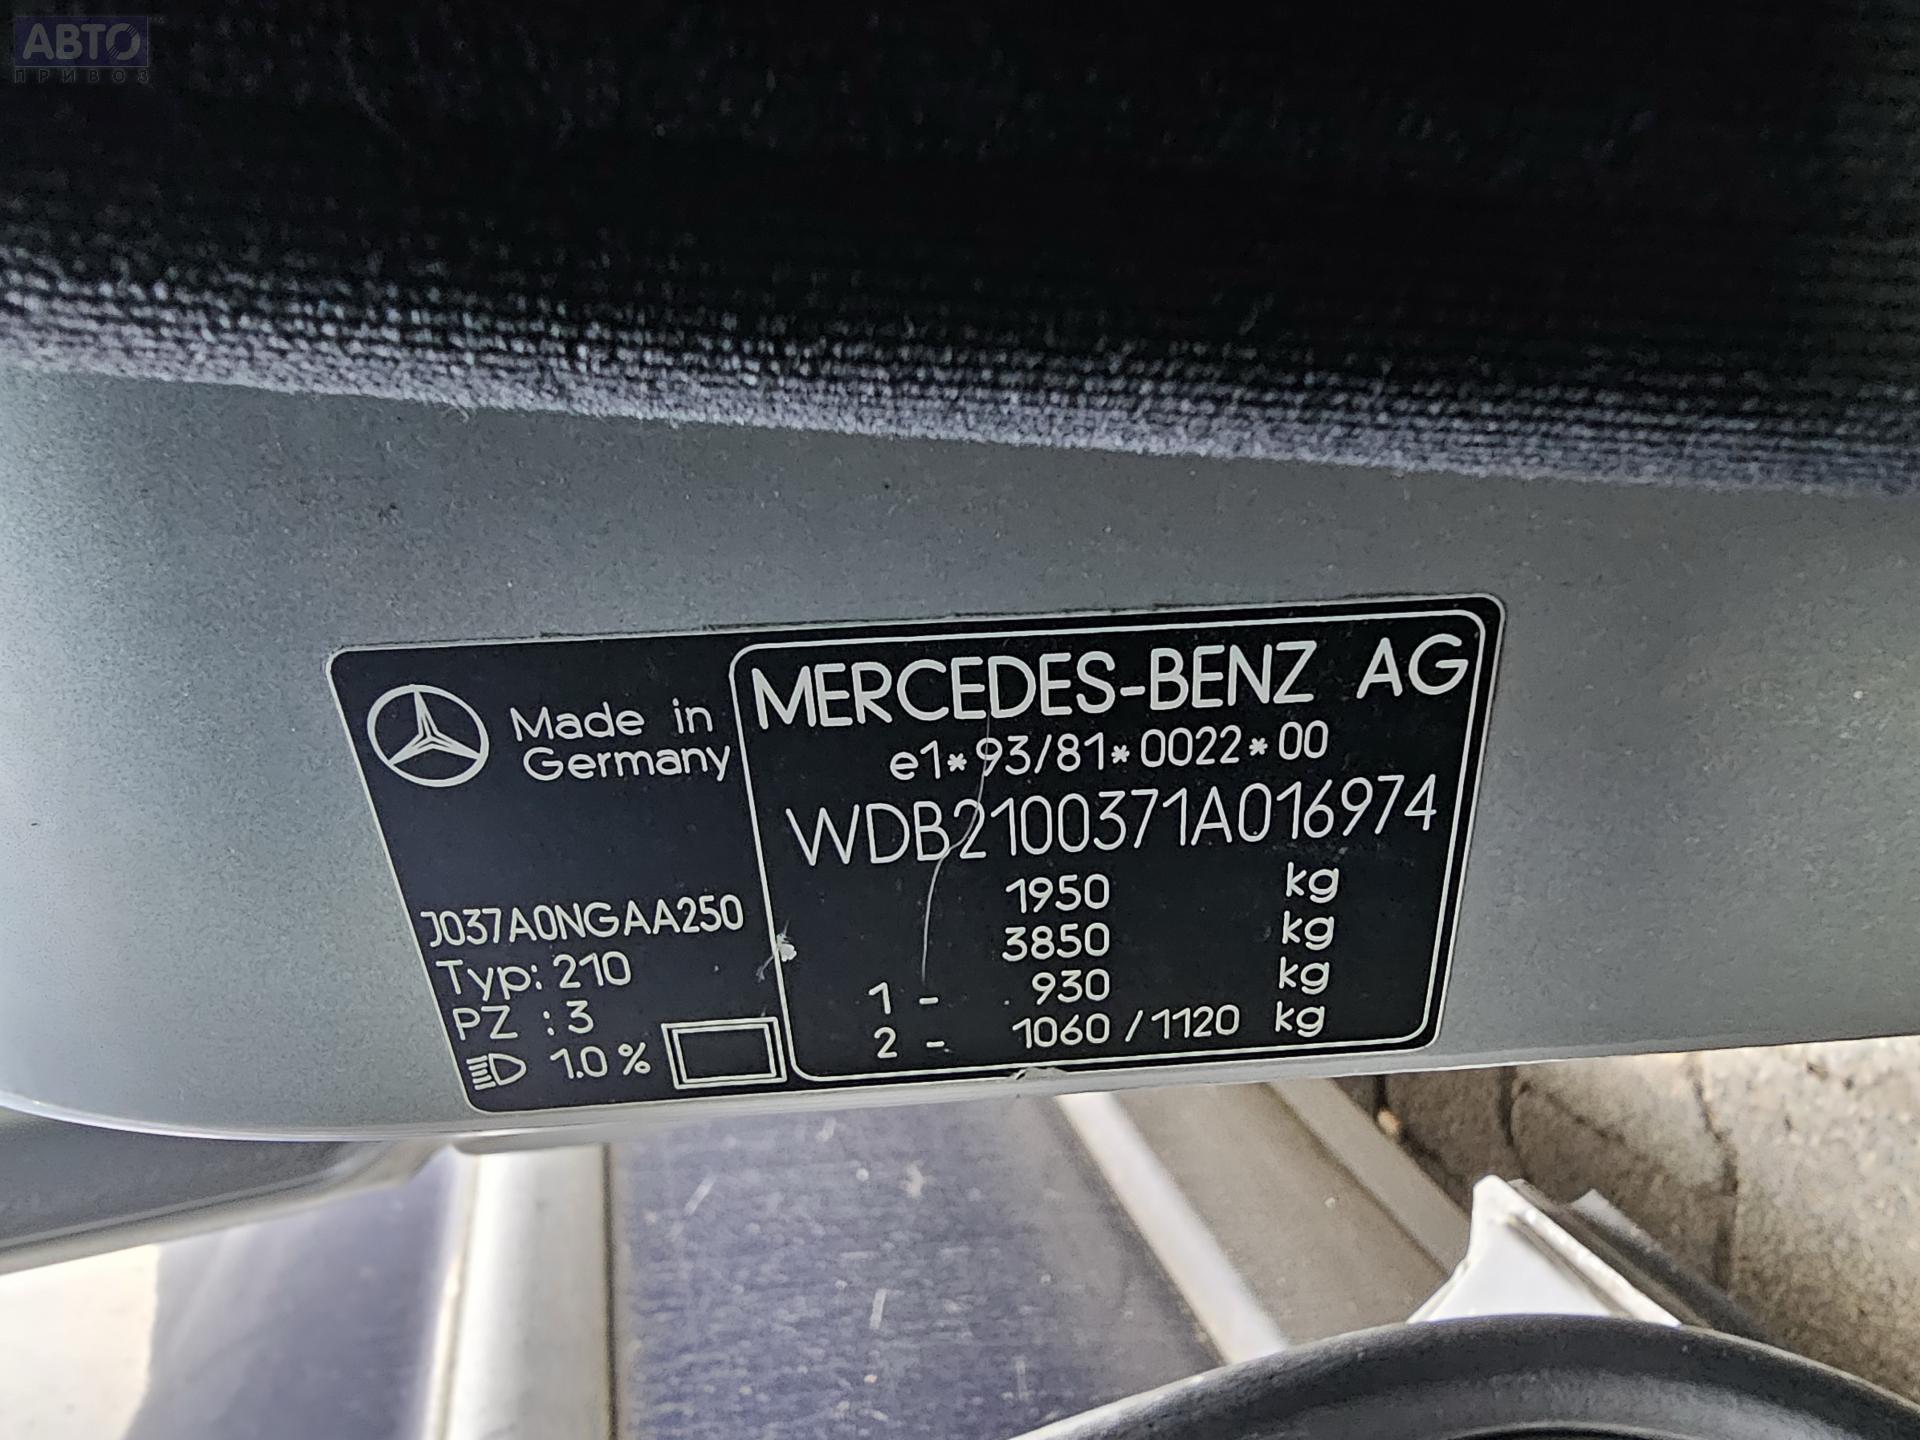 АВТО
ПРИВОЗ
Made in
Germany
J037A0NGAA250
Typ: 210
PZ : 3
1.0 %
MERCEDES-BENZ AG
e1*93/81*0022*00
WDB2100371A016974
1950 kg
3850 kg
1 - 930 kg
2 - 1060 / 1120 kg